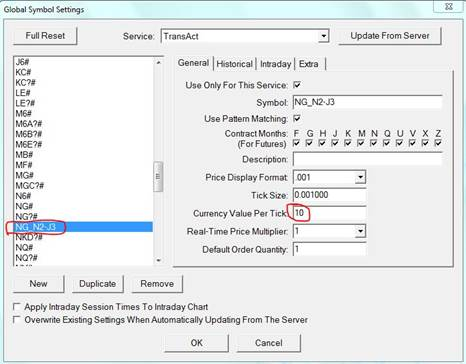 Global Symbol Settings
Full Reset
Service:
TransAct
Update From Server
J6#
KC#
KC?#
LE#
LE?#
M6#
M6A?#
M6B?#
M6E?#
MB#
MF#
MG#
MGC?#
N6#
NG#
NG?#
NG_N2-J3
NKD?#
NQ#
NQ?#
General Historical Intraday Extra
Use Only For This Service:
Symbol: NG_N2-J3
Use Pattern Matching:
Contract Months: F G H J K M N Q U V X Z
(For Futures)
Description:
Price Display Format: .001
Tick Size: 0.001000
Currency Value Per Tick: 10
Real-Time Price Multiplier: 1
Default Order Quantity: 1
New Duplicate Remove
Apply Intraday Session Times To Intraday Chart
Overwrite Existing Settings When Automatically Updating From The Server
OK Cancel